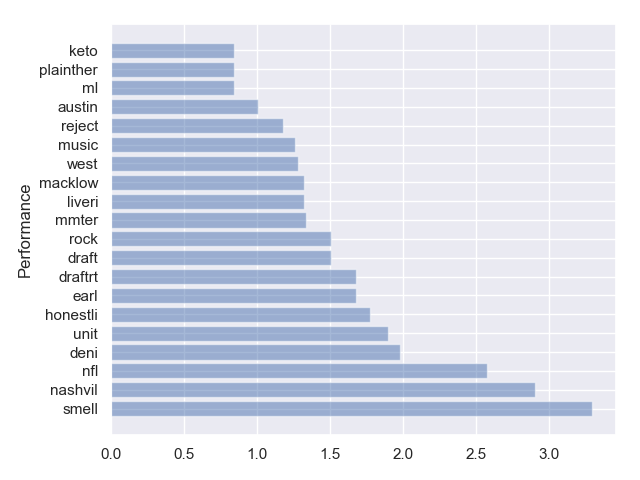 keto
plainther
ml
austin
reject
music
west
macklow
liveri
mmter
rock
draft
draftrt
earl
honestli
unit
deni
nfl
nashvil
smell
Performance
0.0 0.5 1.0 1.5 2.0 2.5 3.0